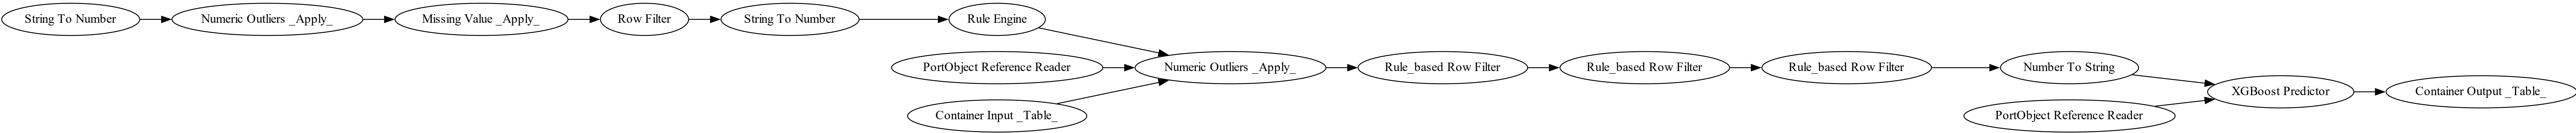 String To Number
Numeric Outliers _Apply_
Missing Value _Apply_
Row Filter
String To Number
Rule Engine
PortObject Reference Reader
Numeric Outliers _Apply_
Rule_based Row Filter
Rule_based Row Filter
Rule_based Row Filter
Number To String
Container Input _Table_
XGBoost Predictor
Container Output _Table_
PortObject Reference Reader